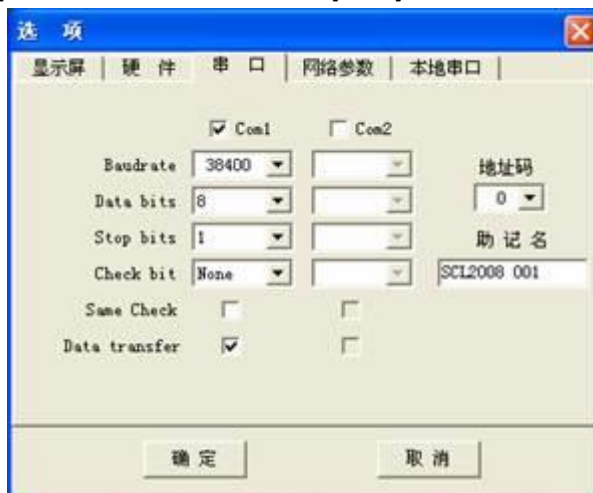 选 项
显示屏 硬 件 串 口 网络参数 本地串口
Com1 Com2
Baudrate 38400
地址码
Data bits 8
0
Stop bits 1
助 记 名
Check bit None
SCL2008 001
Same Check
Data transfer
确 定 取 消